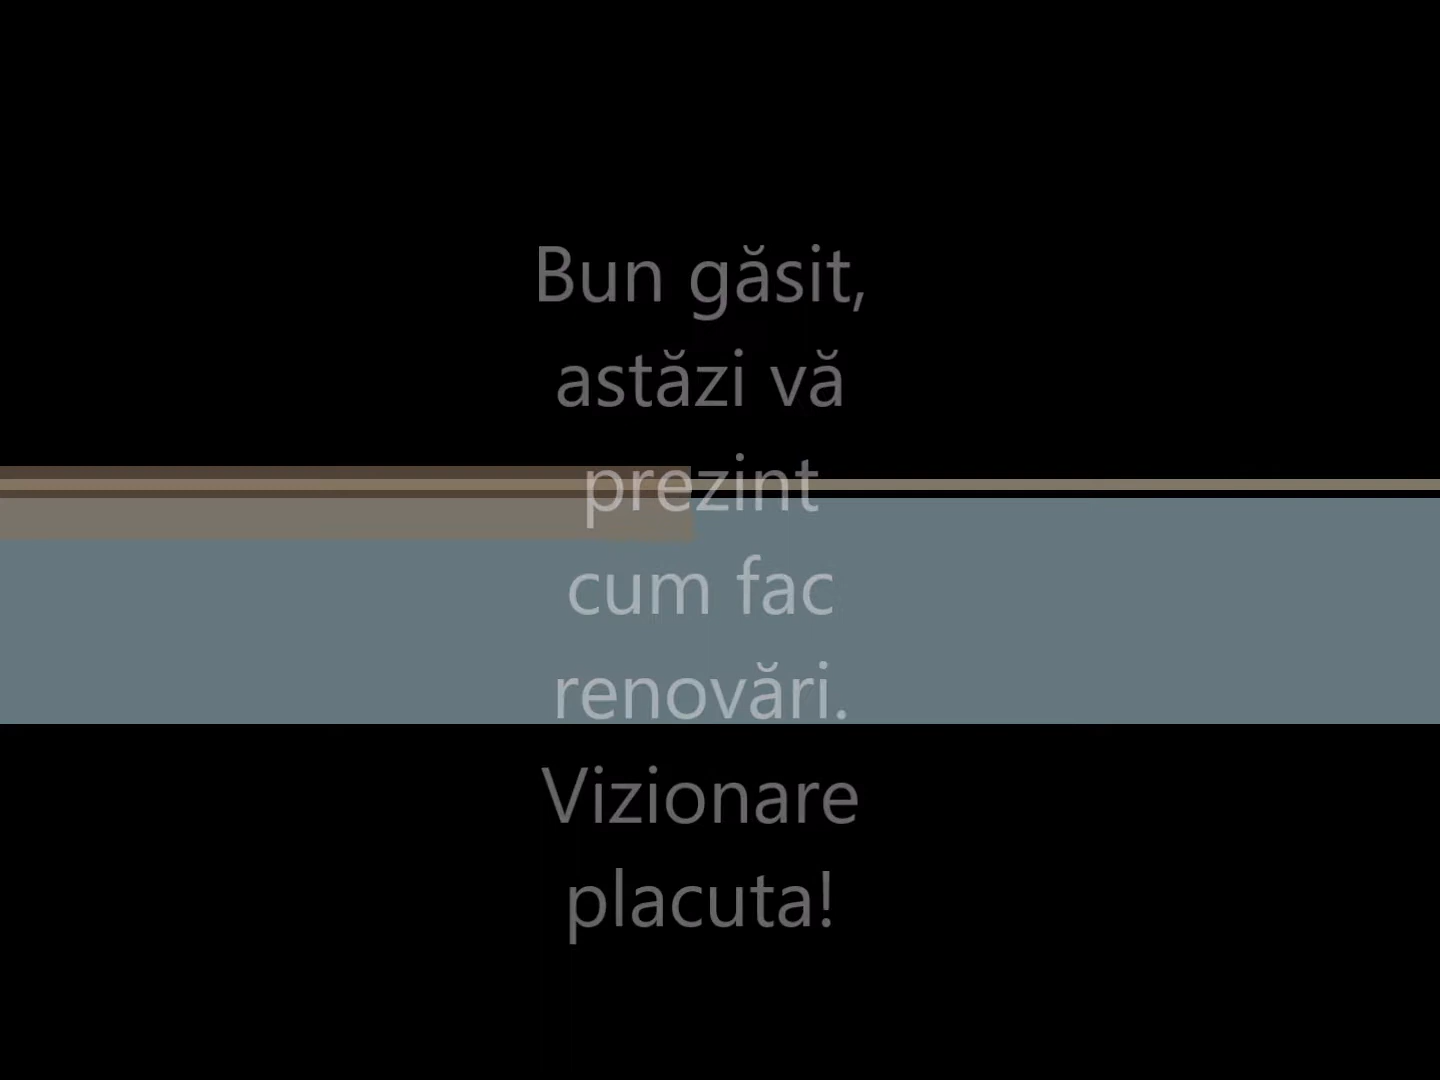 Bun găsit,
astăzi vă
prezint
cum fac
renovări.
Vizionare
placuta!